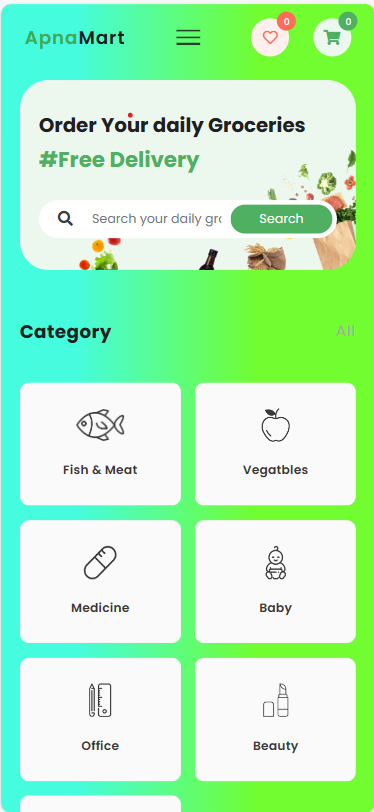 ApnaMart
0
0
Order Your daily Groceries
#Free Delivery
Search your daily gro
Search
Category
All
Fish & Meat
Vegatbles
Medicine
Baby
Office
Beauty